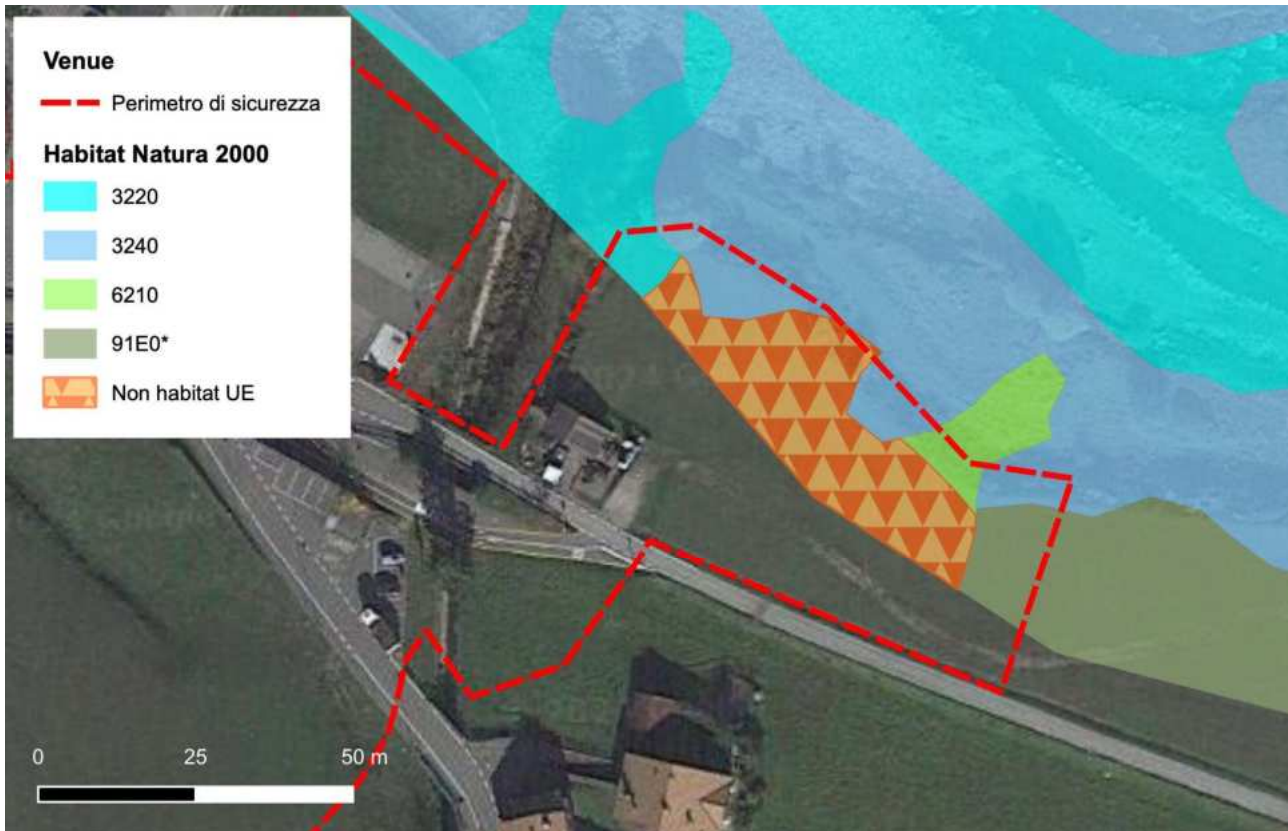 Venue
Perimetro di sicurezza
Habitat Natura 2000
3220
3240
6210
91E0*
Non habitat UE
0 25 50 m